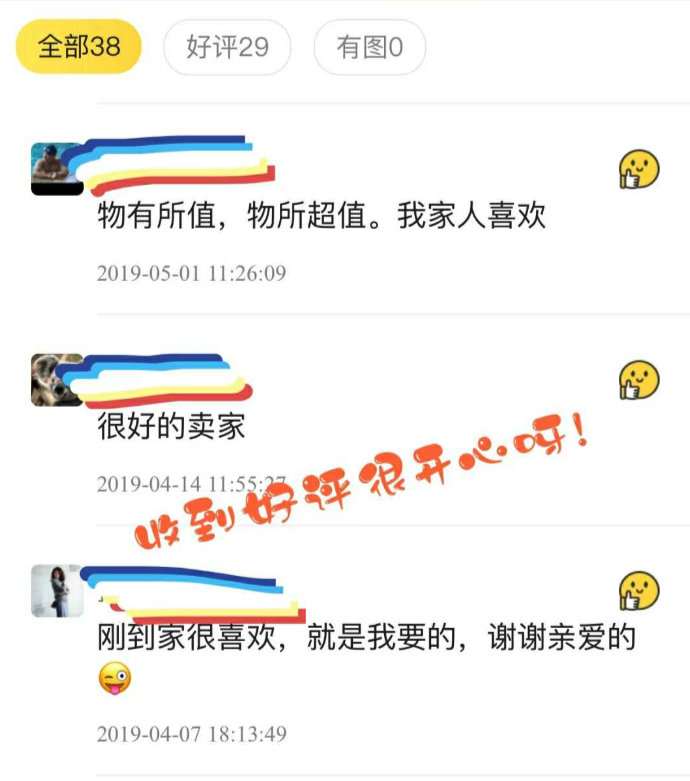 全部38
好评29
有图0
物有所值，物所超值。我家人喜欢
2019-05-01 11:26:09
很好的卖家
2019-04-14 11:55:27
收到好评很开心呀！
刚到家很喜欢，就是我要的，谢谢亲爱的
😜
2019-04-07 18:13:49